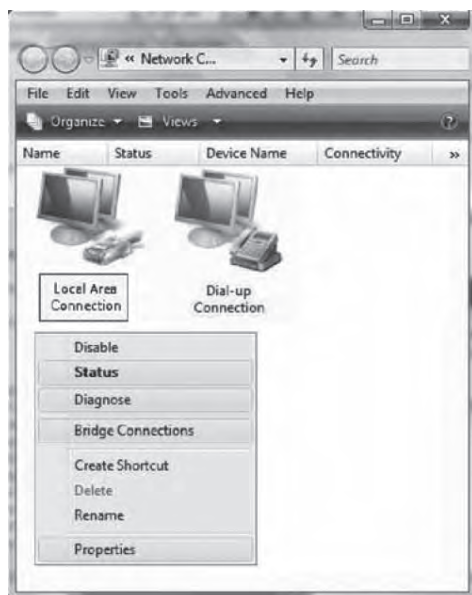 « Network C...
Search
File Edit View Tools Advanced Help
Organize Views
Name Status Device Name Connectivity »
Local Area
Connection
Dial-up
Connection
Disable
Status
Diagnose
Bridge Connections
Create Shortcut
Delete
Rename
Properties